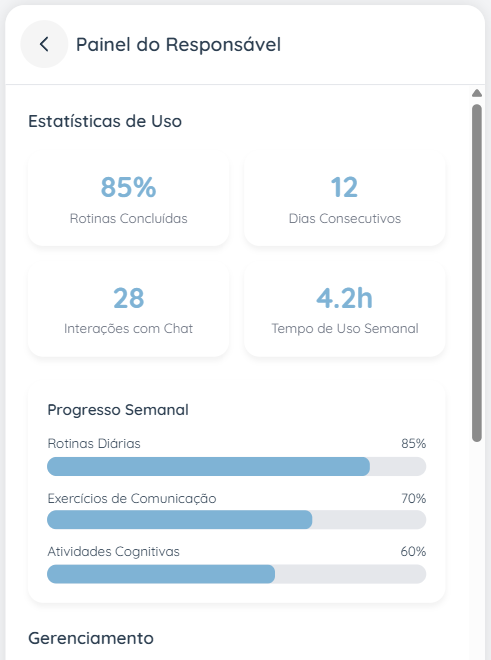 Painel do Responsável
Estatísticas de Uso
85%
Rotinas Concluídas
12
Dias Consecutivos
28
Interações com Chat
4.2h
Tempo de Uso Semanal
Progresso Semanal
Rotinas Diárias 85%
Exercícios de Comunicação 70%
Atividades Cognitivas 60%
Gerenciamento